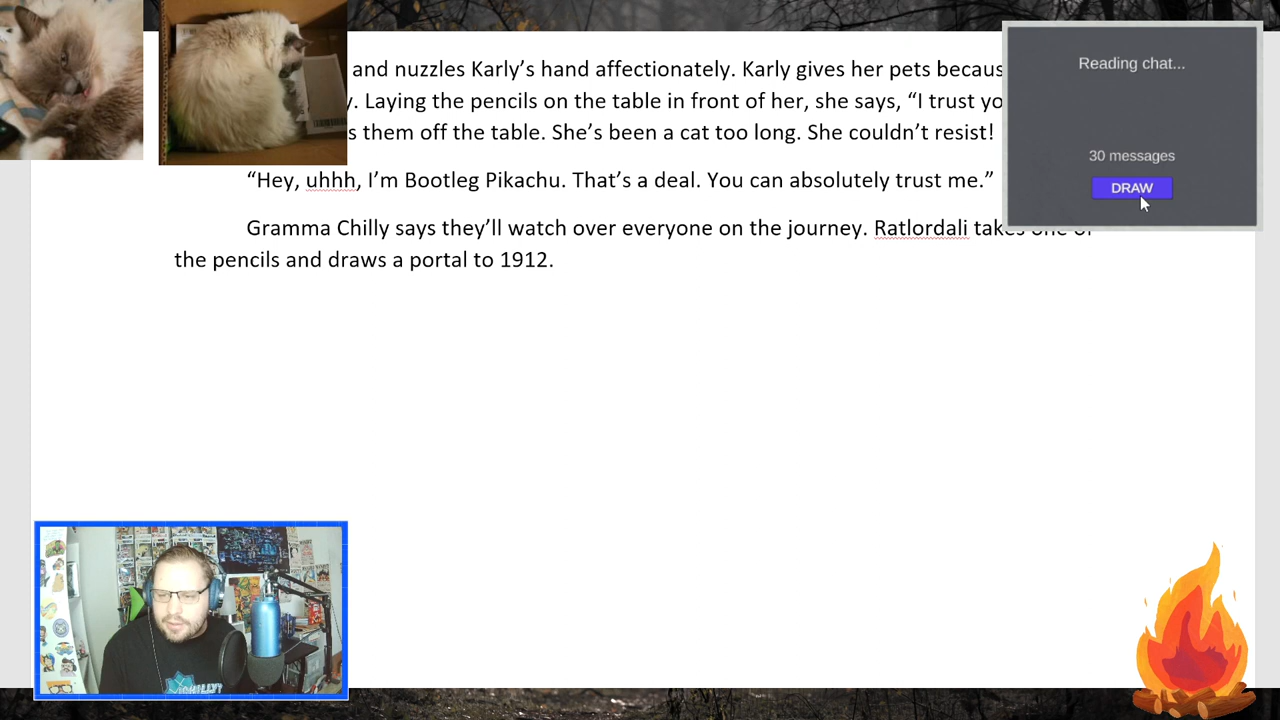 and nuzzles Karly’s hand affectionately. Karly gives her pets
Laying the pencils on the table in front of her, she says, “I trust
them off the table. She’s been a cat too long. She couldn’t resist!
“Hey, uhhh, I’m Bootleg Pikachu. That’s a deal. You can absolutely trust me.”
Gramma Chilly says they’ll watch over everyone on the journey. Ratlordali takes one of
the pencils and draws a portal to 1912.
Reading chat...
30 messages
DRAW